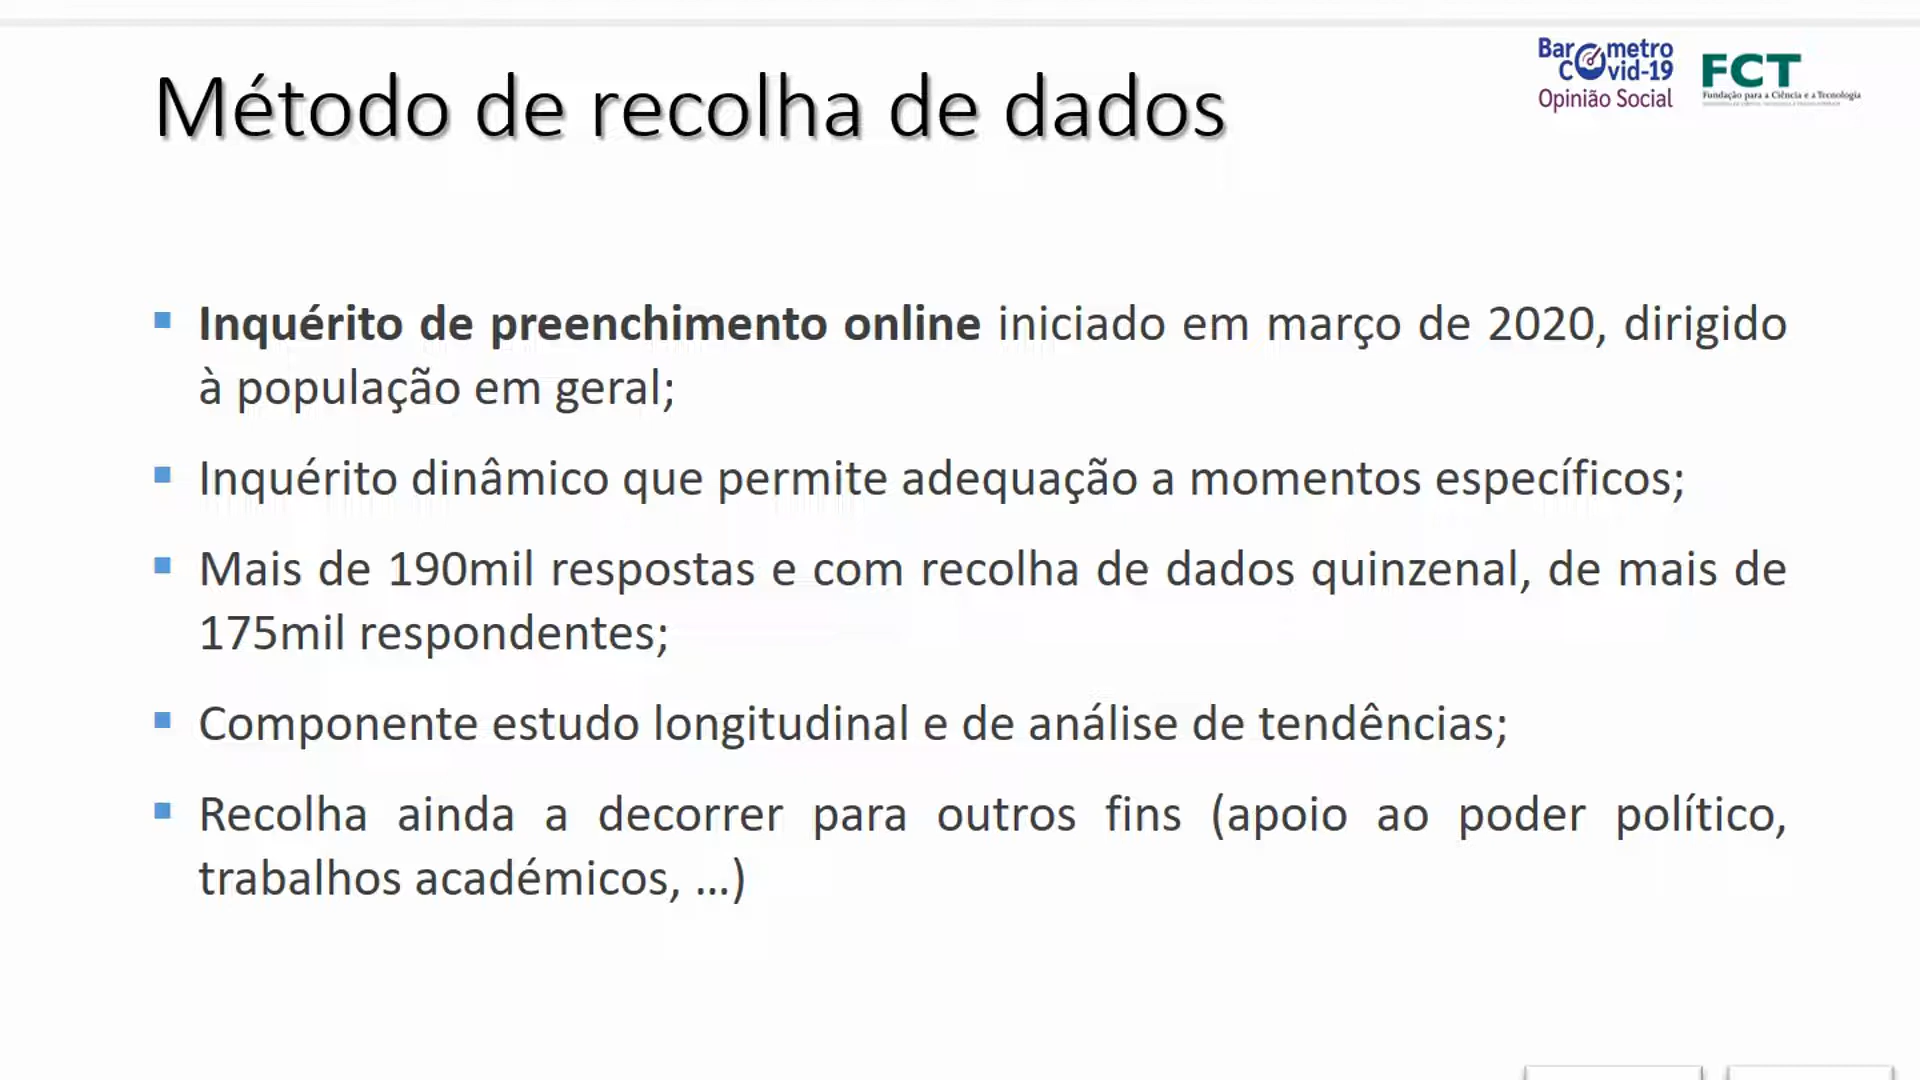 Método de recolha de dados
Barómetro
Covid-19
Opinião Social
FCT
Fundação para a Ciência e a Tecnologia
Inquérito de preenchimento online iniciado em março de 2020, dirigido
à população em geral;
Inquérito dinâmico que permite adequação a momentos específicos;
Mais de 190mil respostas e com recolha de dados quinzenal, de mais de
175mil respondentes;
Componente estudo longitudinal e de análise de tendências;
Recolha ainda a decorrer para outros fins (apoio ao poder político,
trabalhos académicos, ...)